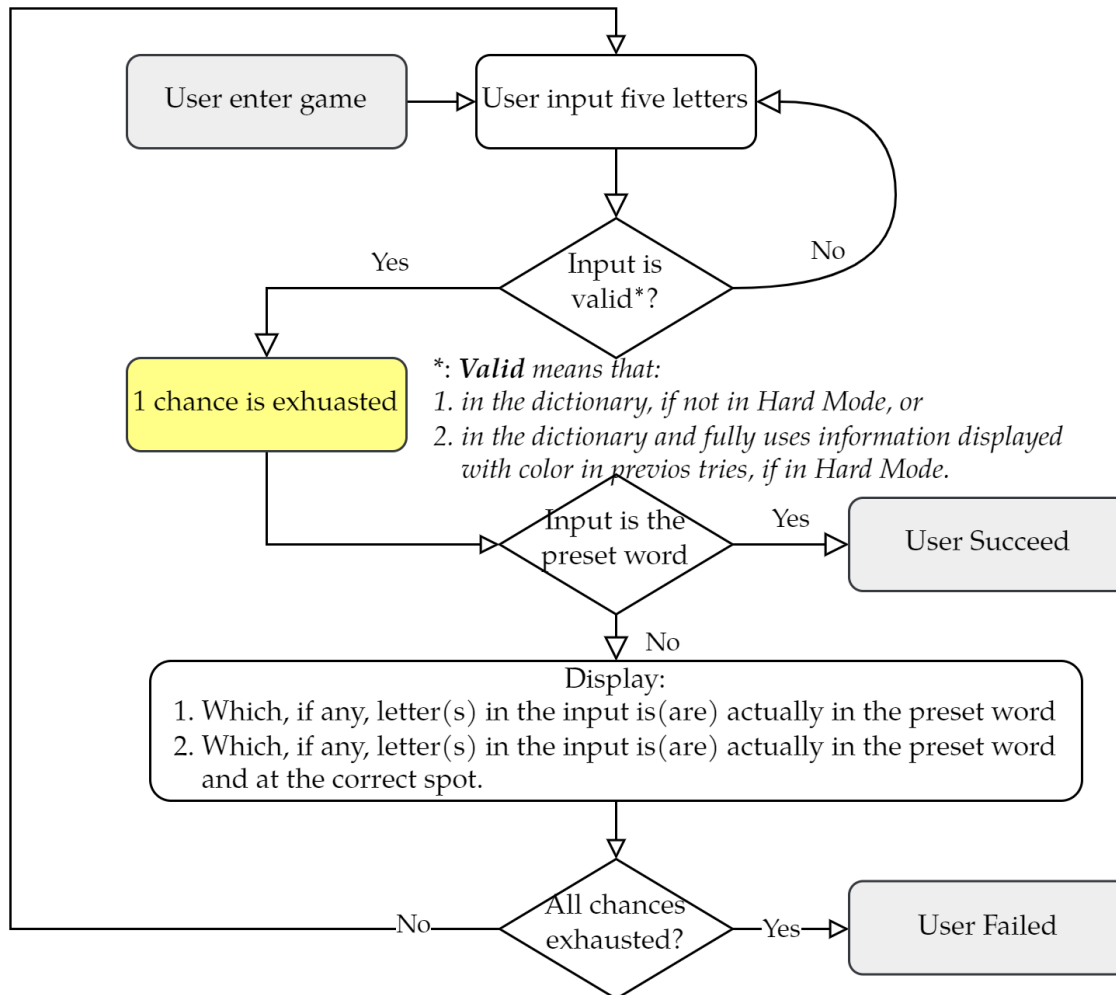 User enter game
User input five letters
Input is
valid*?
Yes
No
1 chance is exhuasted
*: Valid means that:
1. in the dictionary, if not in Hard Mode, or
2. in the dictionary and fully uses information displayed
with color in previos tries, if in Hard Mode.
Input is the
preset word
Yes
User Succeed
No
Display:
1. Which, if any, letter(s) in the input is(are) actually in the preset word
2. Which, if any, letter(s) in the input is(are) actually in the preset word
and at the correct spot.
All chances
exhausted?
No
Yes
User Failed